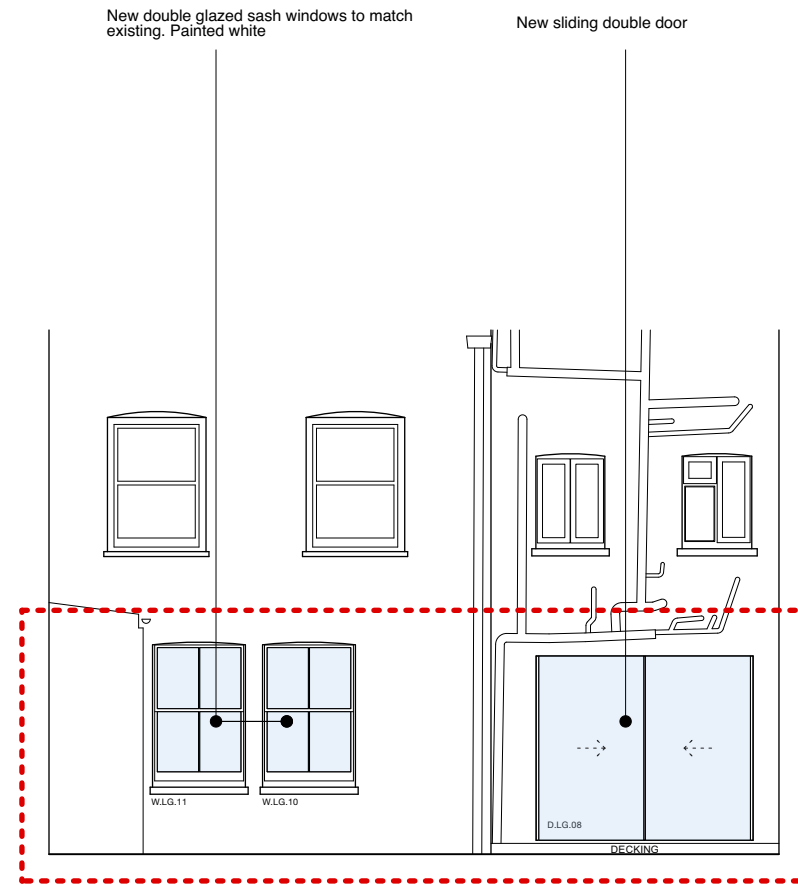 New double glazed sash windows to match
existing. Painted white
New sliding double door
W.LG.11
W.LG.10
D.LG.08
DECKING